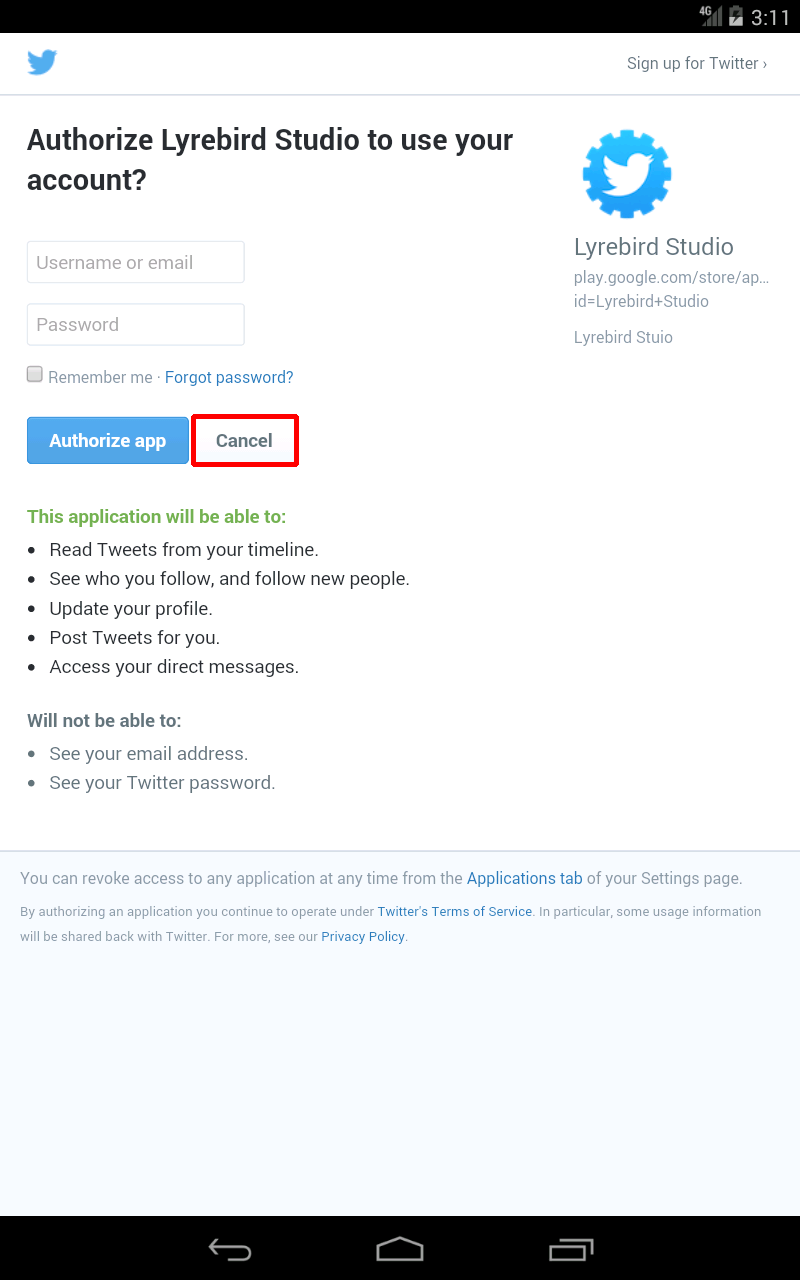 4G 3:11
Sign up for Twitter ›
Authorize Lyrebird Studio to use your
account?
Username or email
Password
Remember me · Forgot password?
Authorize app Cancel
Lyrebird Studio
play.google.com/store/ap…
id=Lyrebird+Studio
Lyrebird Stuio
This application will be able to:
• Read Tweets from your timeline.
• See who you follow, and follow new people.
• Update your profile.
• Post Tweets for you.
• Access your direct messages.
Will not be able to:
• See your email address.
• See your Twitter password.
You can revoke access to any application at any time from the Applications tab of your Settings page.
By authorizing an application you continue to operate under Twitter's Terms of Service. In particular, some usage information
will be shared back with Twitter. For more, see our Privacy Policy.